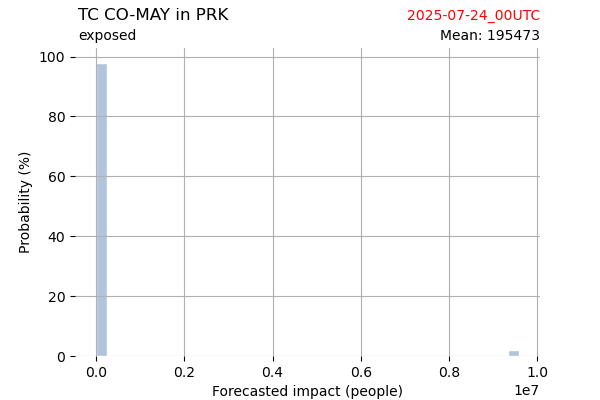 TC CO-MAY in PRK
2025-07-24_00UTC
exposed
Mean: 195473
100
80
60
40
20
0
Probability (%)
0.0 0.2 0.4 0.6 0.8 1.0
1e7
Forecasted impact (people)